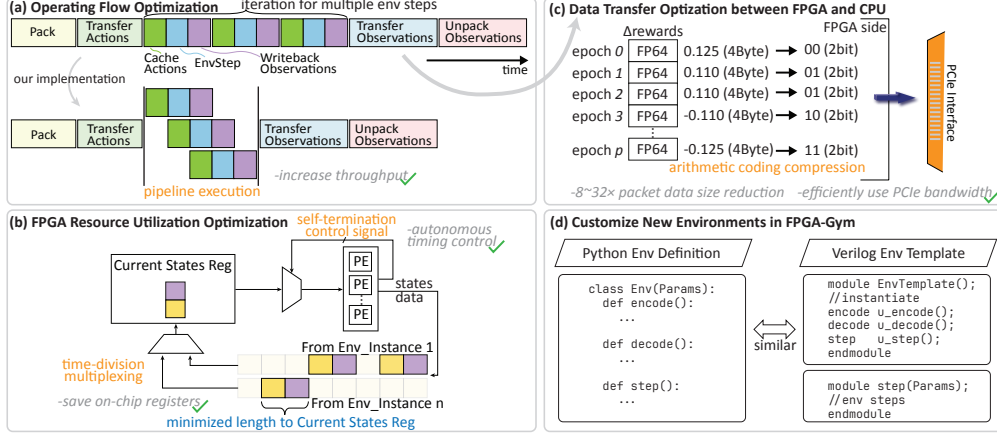 (a) Operating Flow Optimization
iteration for multiple env steps
Pack
Transfer Actions
Transfer Observations
Unpack Observations
Cache Actions
EnvStep
Writeback Observations
time
our implementation
Pack
Transfer Actions
Transfer Observations
Unpack Observations
pipeline execution
-increase throughput
(b) FPGA Resource Utilization Optimization
self-termination control signal
-autonomous timing control
Current States Reg
PE
PE
PE
states
data
time-division multiplexing
From Env_Instance 1
From Env_Instance n
-save on-chip registers
minimized length to Current States Reg
(c) Data Transfer Optization between FPGA and CPU
Δrewards
FPGA side
epoch 0 FP64 0.125 (4Byte) 00 (2bit)
epoch 1 FP64 0.110 (4Byte) 01 (2bit)
epoch 2 FP64 0.110 (4Byte) 01 (2bit)
epoch 3 FP64 -0.110 (4Byte) 10 (2bit)
epoch p FP64 -0.125 (4Byte) 11 (2bit)
PCIe Interface
arithmetic coding compression
-8~32× packet data size reduction
-efficiently use PCIe bandwidth
(d) Customize New Environments in FPGA-Gym
Python Env Definition
class Env(Params):
def encode():
...
def decode():
...
def step():
...
similar
Verilog Env Template
module EnvTemplate();
//instantiate
encode u_encode();
decode u_decode();
step u_step();
endmodule
module step(Params);
//env steps
endmodule